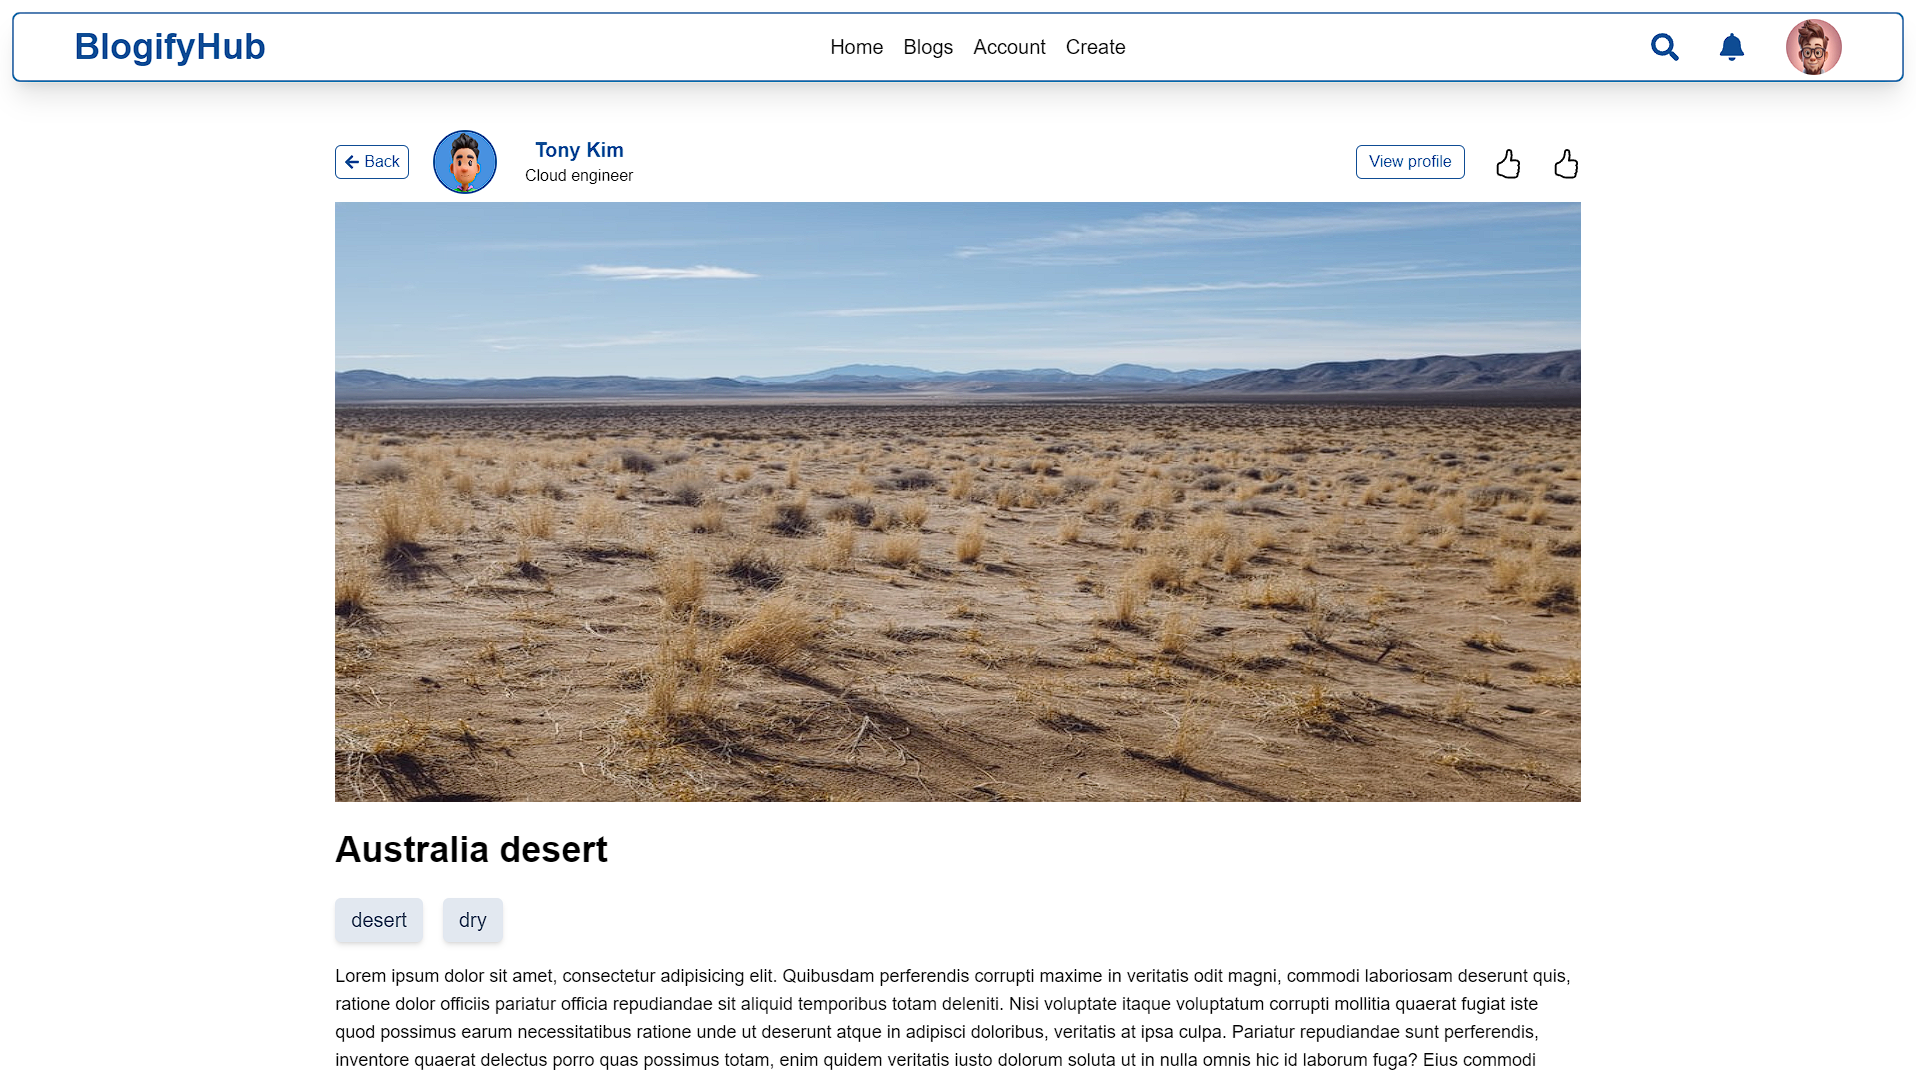 BlogifyHub
Home Blogs Account Create
Back
Tony Kim
Cloud engineer
View profile
Australia desert
desert dry
Lorem ipsum dolor sit amet, consectetur adipisicing elit. Quibusdam perferendis corrupti maxime in veritatis odit magni, commodi laboriosam deserunt quis,
ratione dolor officiis pariatur officia repudiandae sit aliquid temporibus totam deleniti. Nisi voluptate itaque voluptatum corrupti mollitia quaerat fugiat iste
quod possimus earum necessitatibus ratione unde ut deserunt atque in adipisci doloribus, veritatis at ipsa culpa. Pariatur repudiandae sunt perferendis,
inventore quaerat delectus porro quas possimus totam, enim quidem veritatis iusto dolorum soluta ut in nulla omnis hic id laborum fuga? Eius commodi